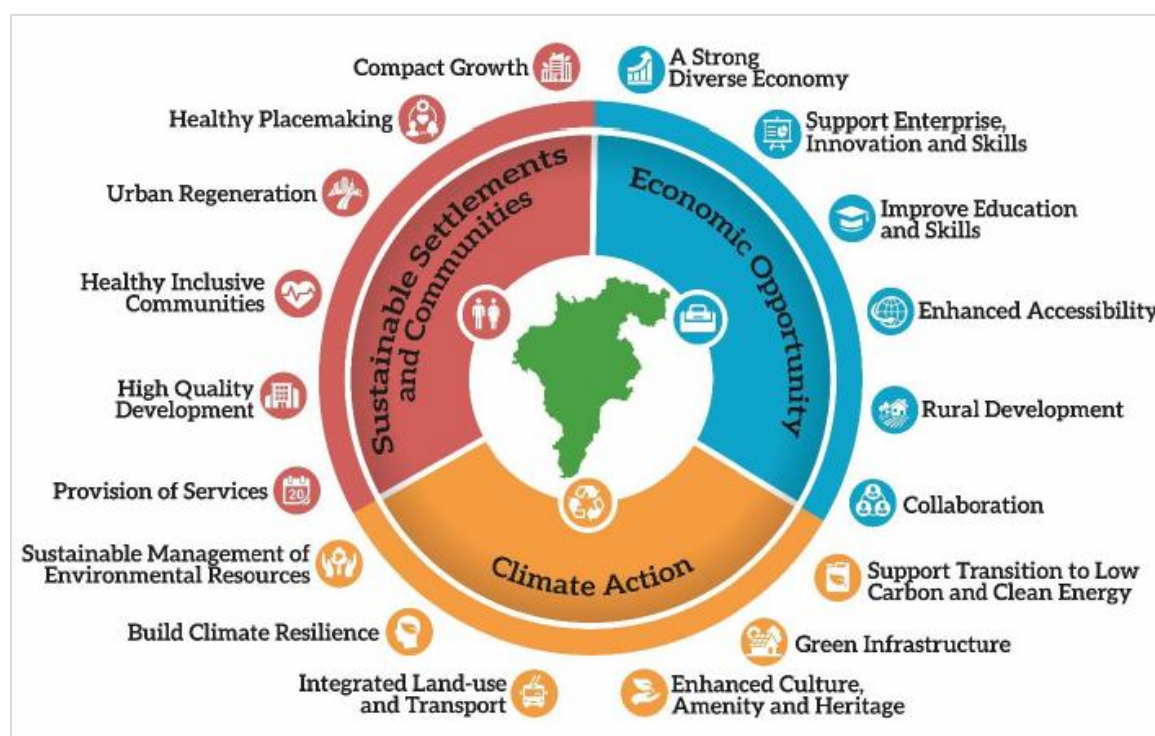 Compact Growth
Healthy Placemaking
Urban Regeneration
Healthy Inclusive
Communities
High Quality
Development
Provision of Services
20
Sustainable Management of
Environmental Resources
Build Climate Resilience
Integrated Land-use
and Transport
A Strong
Diverse Economy
Support Enterprise,
Innovation and Skills
Improve Education
and Skills
Enhanced Accessibility
Rural Development
Collaboration
Support Transition to Low
Carbon and Clean Energy
Green Infrastructure
Enhanced Culture,
Amenity and Heritage
Sustainable Settlements
and Communities
Economic Opportunity
Climate Action